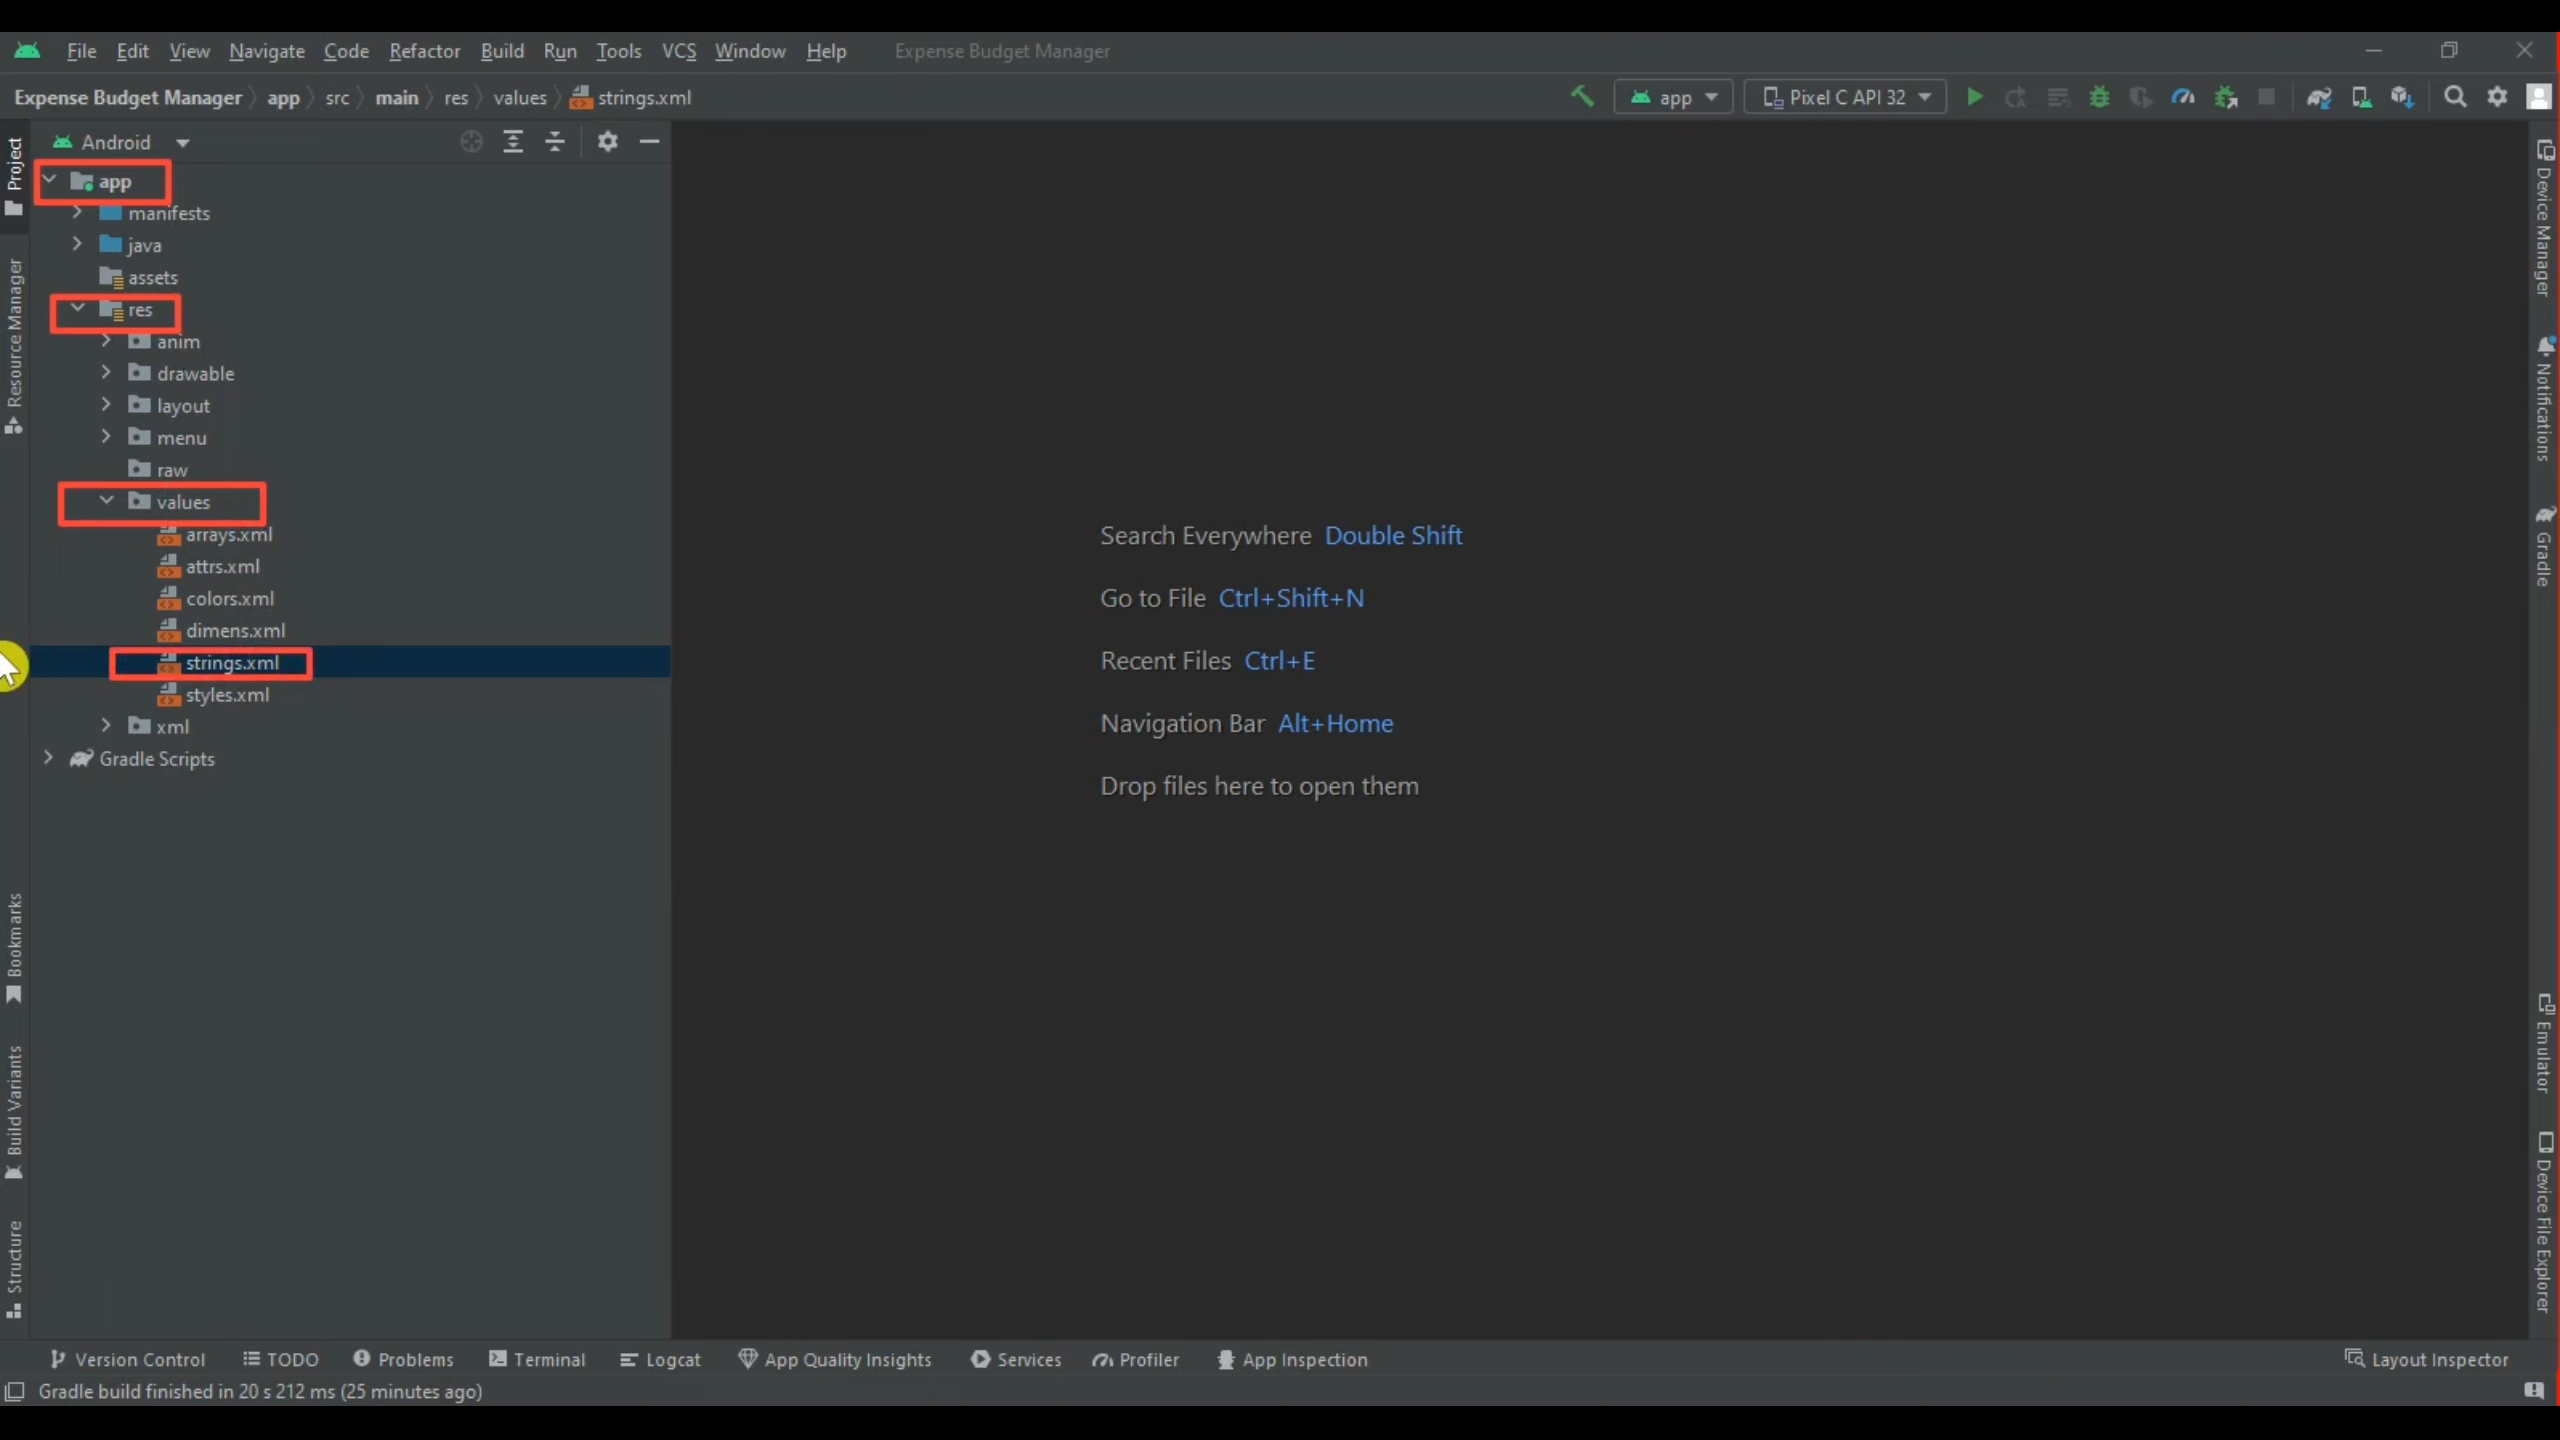 File Edit View Navigate Code Refactor Build Run Tools VCS Window Help Expense Budget Manager
Expense Budget Manager app src main res values strings.xml app Pixel C API 32
Android
app
manifests
java
assets
res
anim
drawable
layout
menu
raw
values
arrays.xml
attrs.xml
colors.xml
dimens.xml
strings.xml
styles.xml
xml
Gradle Scripts
Project
Resource Manager
Bookmarks
Build Variants
Structure
Search Everywhere Double Shift
Go to File Ctrl+Shift+N
Recent Files Ctrl+E
Navigation Bar Alt+Home
Drop files here to open them
Device Manager
Notifications
Gradle
Emulator
Device File Explorer
Version Control TODO Problems Terminal Logcat App Quality Insights Services Profiler App Inspection Layout Inspector
Gradle build finished in 20 s 212 ms (25 minutes ago)